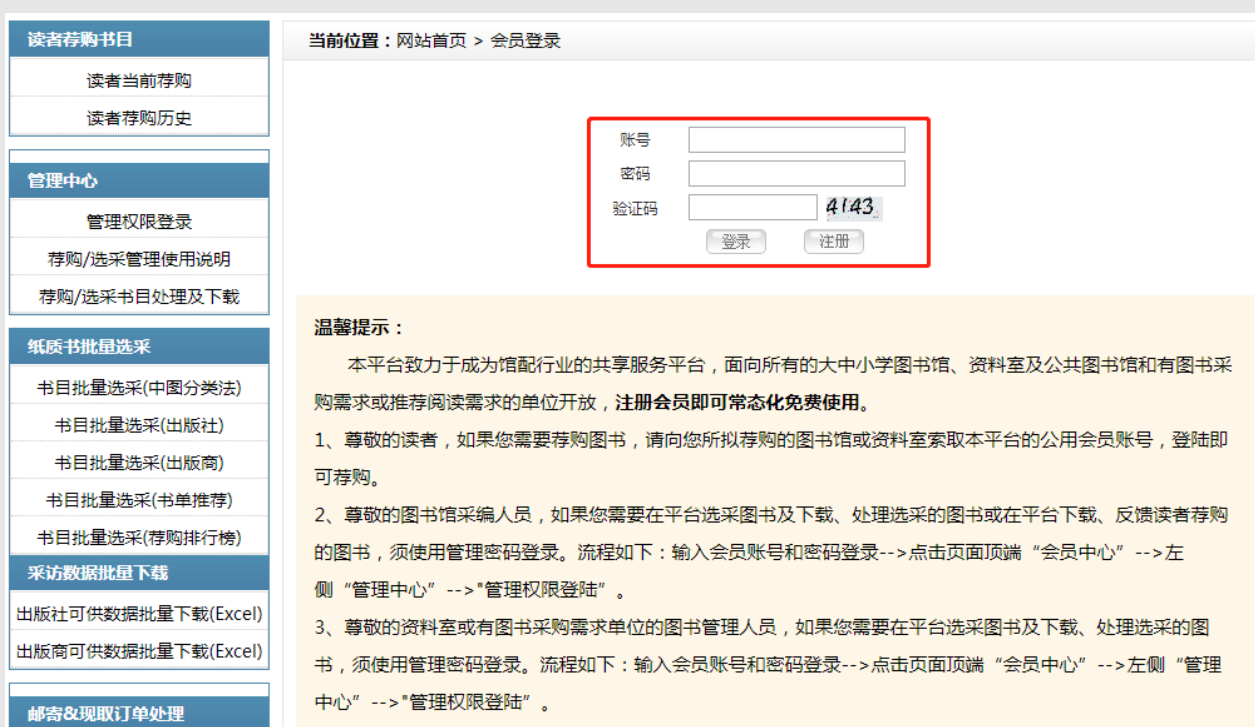 读者荐购书目
读者当前荐购
读者荐购历史
管理中心
管理权限登录
荐购/选采管理使用说明
荐购/选采书目处理及下载
纸质书批量选采
书目批量选采(中图分类法)
书目批量选采(出版社)
书目批量选采(出版商)
书目批量选采(书单推荐)
书目批量选采(荐购排行榜)
采访数据批量下载
出版社可供数据批量下载(Excel)
出版商可供数据批量下载(Excel)
邮寄&现取订单处理
当前位置：网站首页 > 会员登录
账号
密码
验证码 4143
登录 注册
温馨提示：
本平台致力于成为馆配行业的共享服务平台，面向所有的大中小学图书馆、资料室及公共图书馆和有图书采
购需求或推荐阅读需求的单位开放，注册会员即可常态化免费使用。
1、尊敬的读者，如果您需要荐购图书，请向您所拟荐购的图书馆或资料室索取本平台的公用会员账号，登陆即
可荐购。
2、尊敬的图书馆采编人员，如果您需要在平台选采图书及下载、处理选采的图书或在平台下载、反馈读者荐购
的图书，须使用管理密码登录。流程如下：输入会员账号和密码登录-->点击页面顶端“会员中心”-->左
侧“管理中心”-->"管理权限登陆”。
3、尊敬的资料室或有图书采购需求单位的图书管理人员，如果您需要在平台选采图书及下载、处理选采的图
书，须使用管理密码登录。流程如下：输入会员账号和密码登录-->点击页面顶端“会员中心”-->左侧“管理
中心”-->"管理权限登陆”。